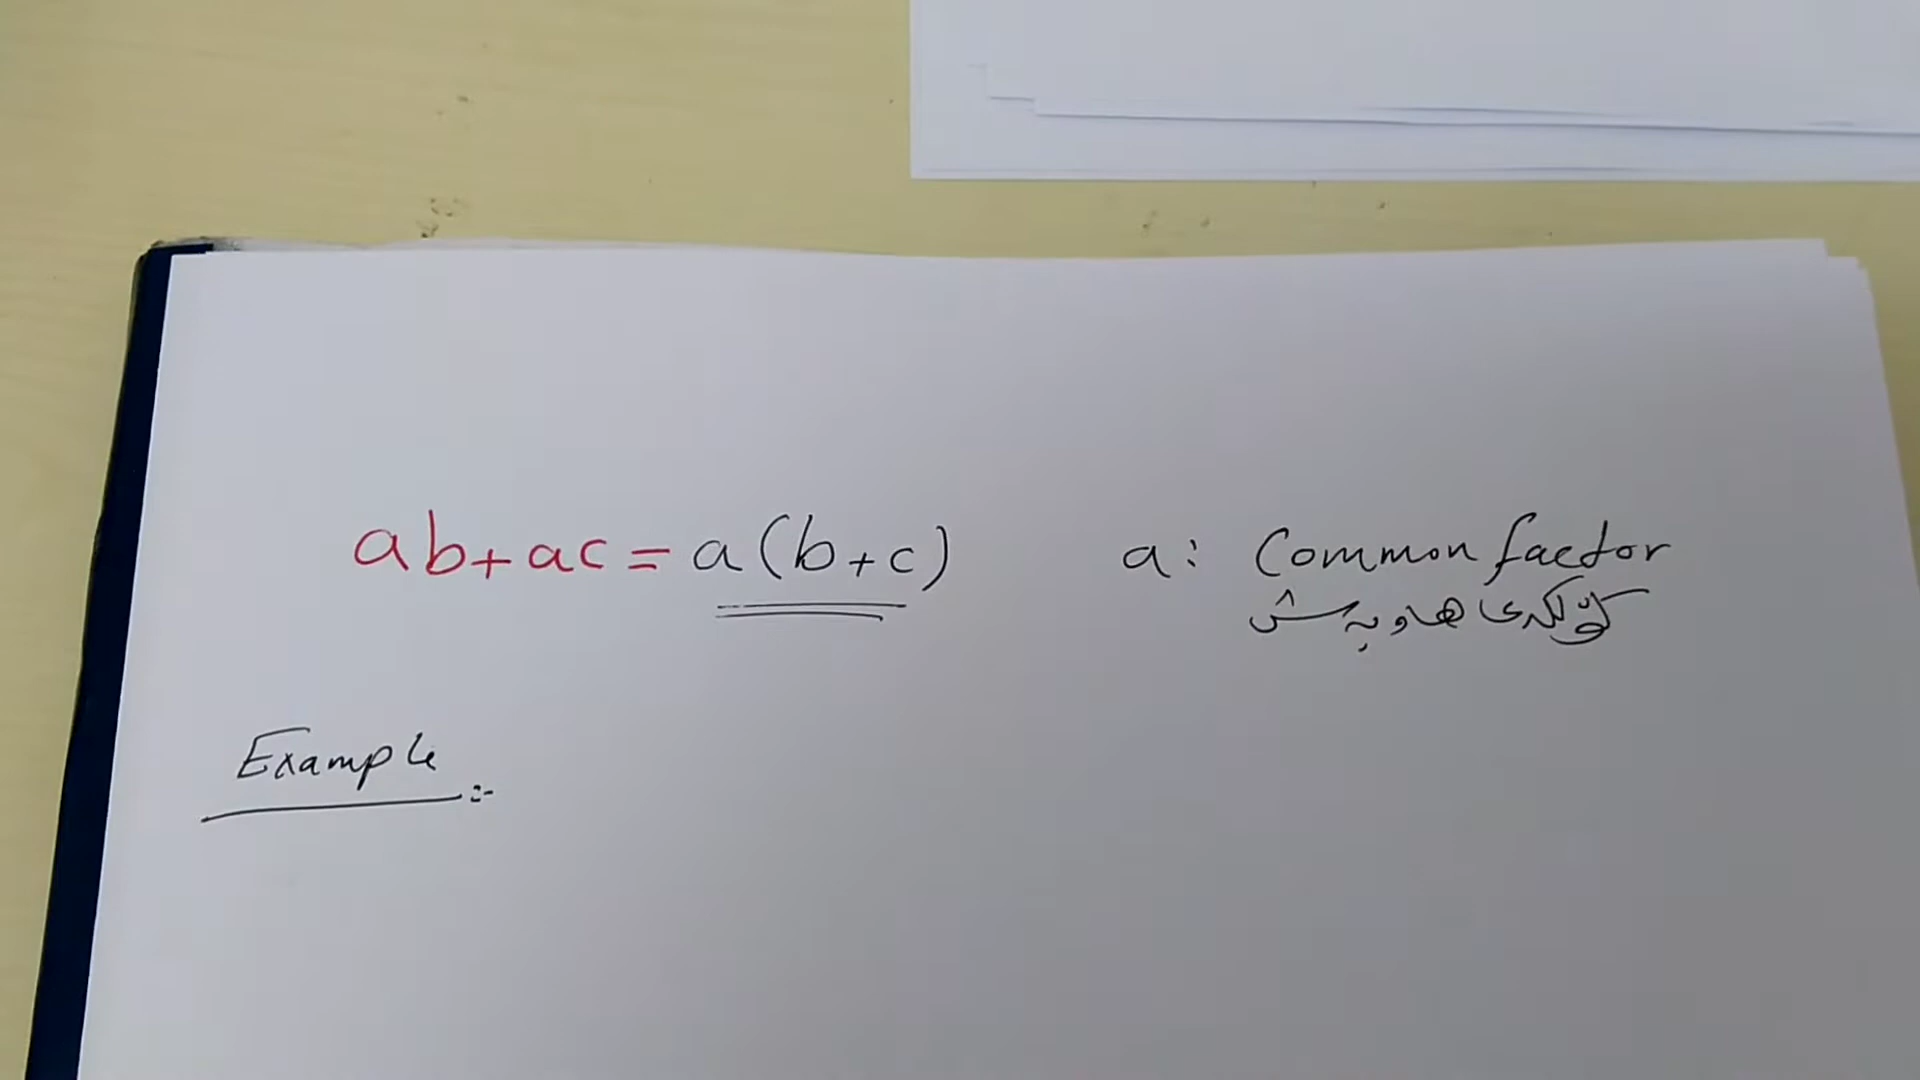 ab+ac=a(b+c) a: Common factor
کۆلکەی هاوبەش
Example :-